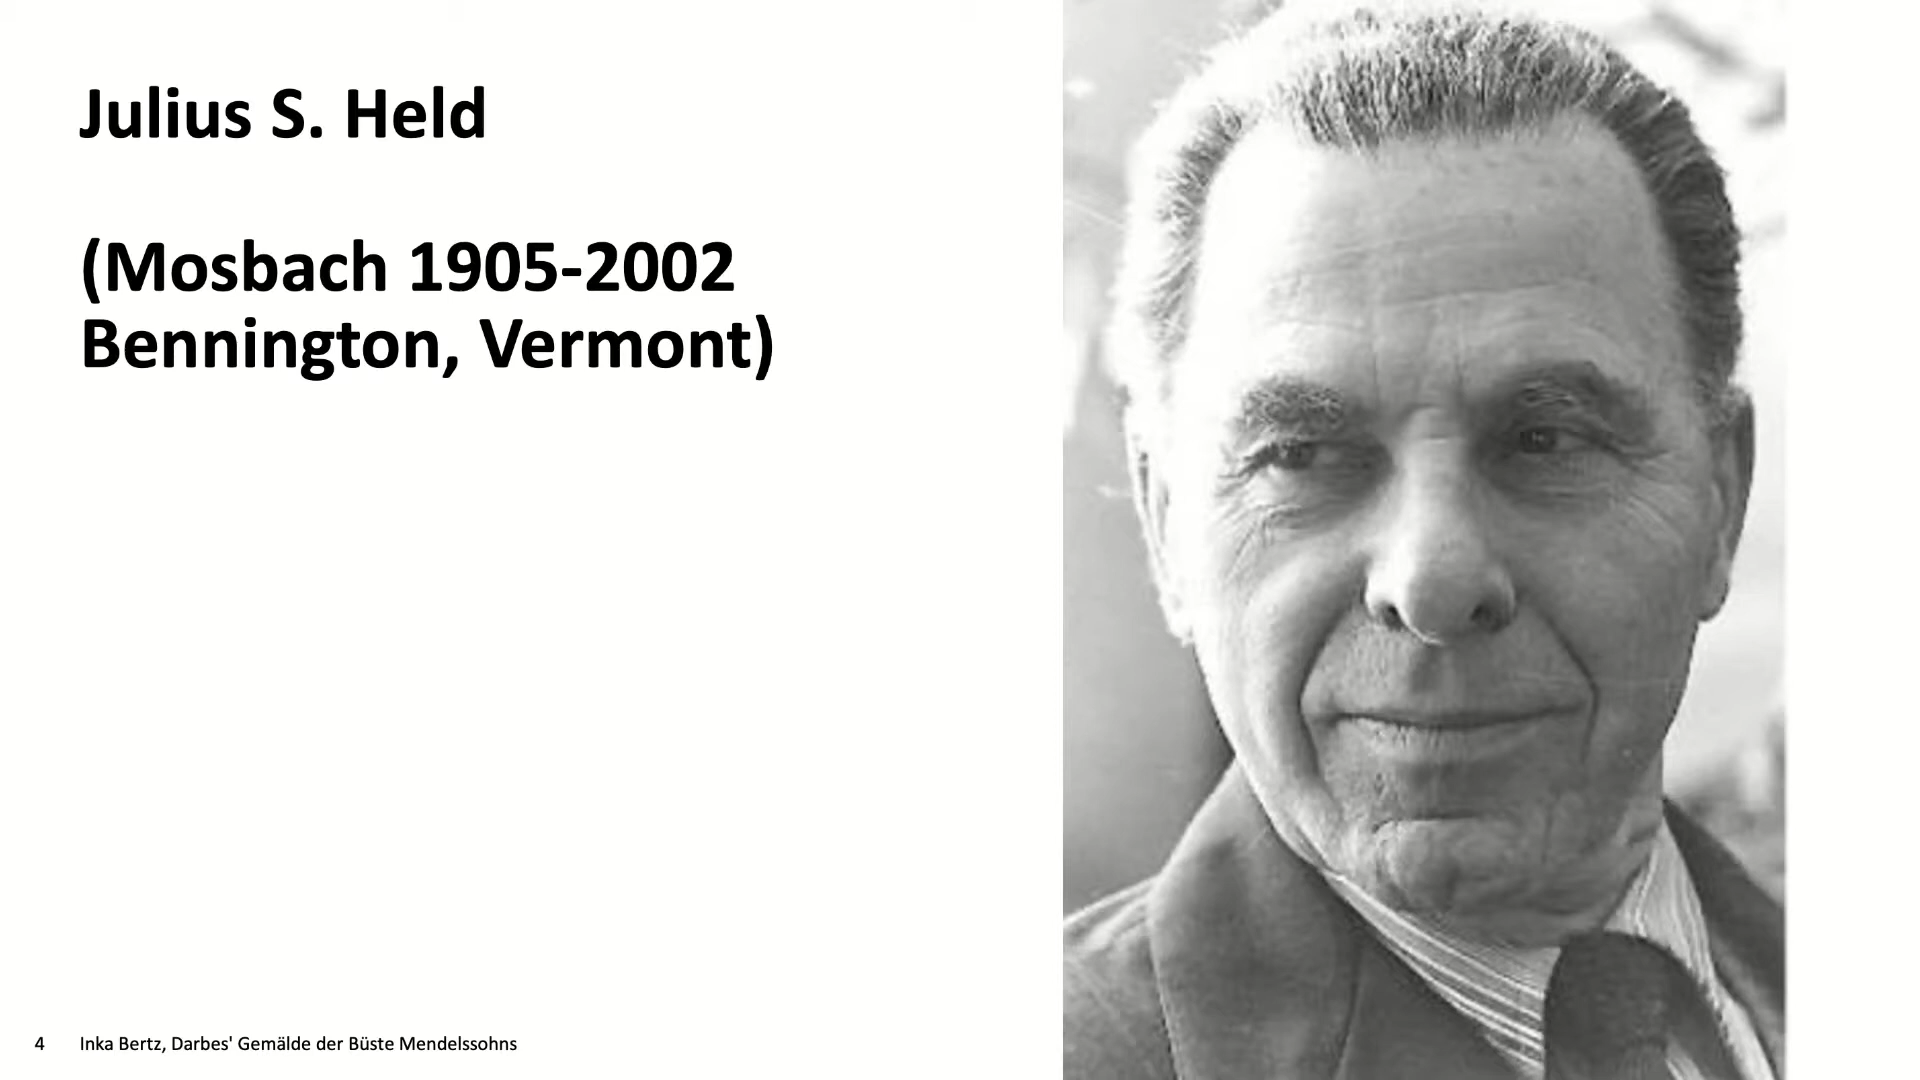 Julius S. Held
(Mosbach 1905-2002
Bennington, Vermont)
4 Inka Bertz, Darbes' Gemälde der Büste Mendelssohns